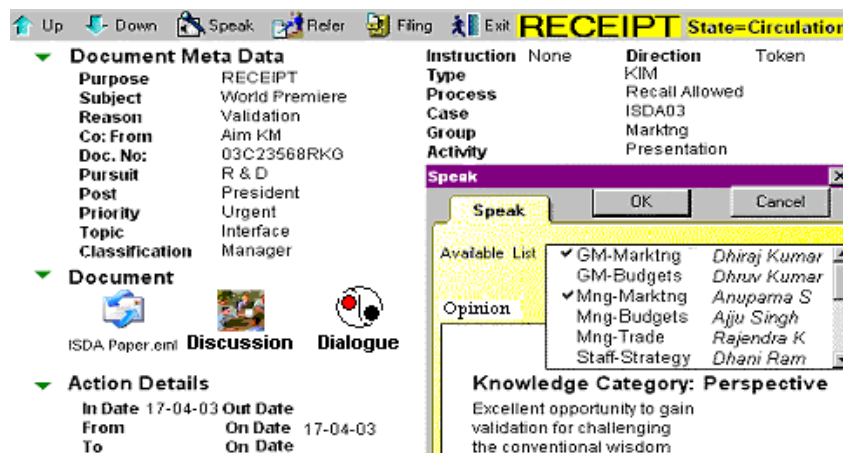 Up Down Speak Refer Filing Exit RECEIPT State=Circulation
Document Meta Data
Purpose RECEIPT
Subject World Premiere
Reason Validation
Co: From Aim KM
Doc. No: 03C23568RKG
Pursuit R & D
Post President
Priority Urgent
Topic Interface
Classification Manager
Instruction None Direction Token
Type KIM
Process Recall Allowed
Case ISDA03
Group Marktng
Activity Presentation
Document
ISDA Paper.eml Discussion Dialogue
Action Details
In Date 17-04-03 Out Date
From On Date 17-04-03
To On Date
Speak
Speak OK Cancel
Available List
✔ GM-Marktng Dhiraj Kumar
GM-Budgets Dhruv Kumar
✔ Mng-Marktng Anupama S
Mng-Budgets Ajju Singh
Mng-Trade Rajendra K
Staff-Strategy Dhani Ram
Opinion
Knowledge Category: Perspective
Excellent opportunity to gain
validation for challenging
the conventional wisdom